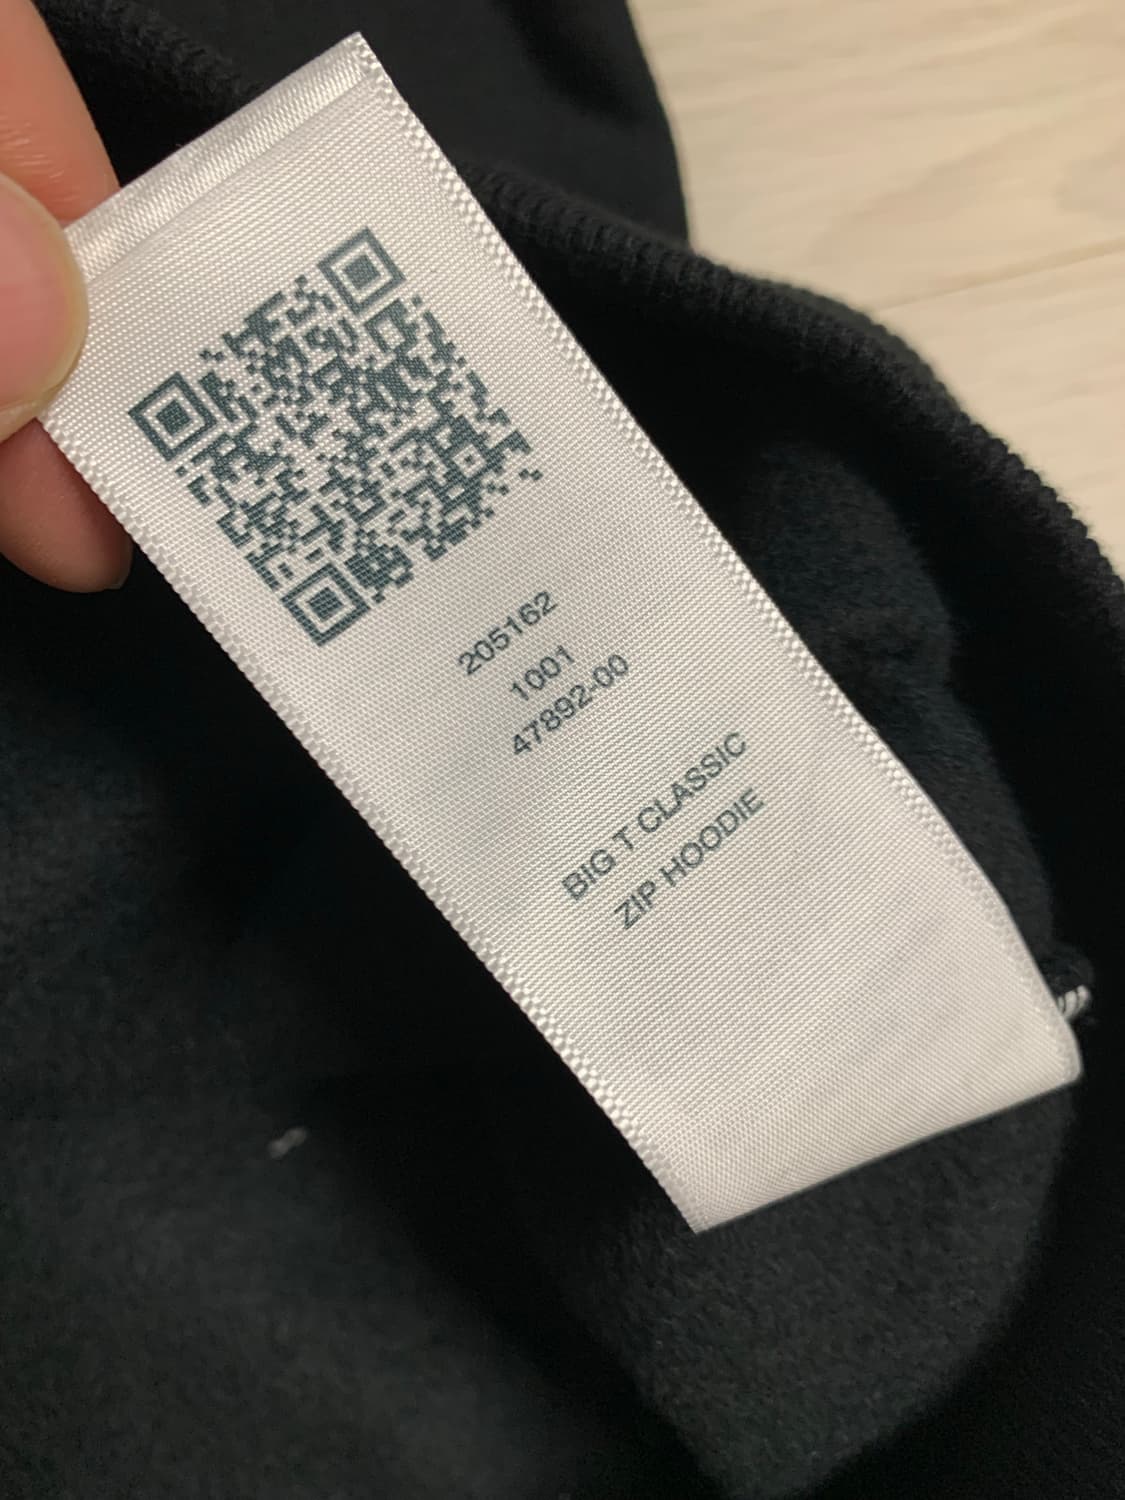 205162
1001
47892-00
BIG T CLASSIC
ZIP HOODIE